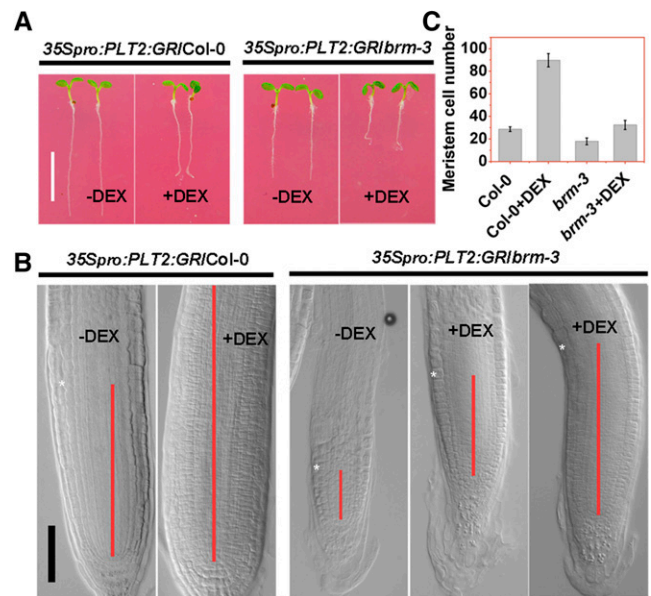 A
35Spro:PLT2:GR/Col-0
35Spro:PLT2:GR/brm-3
-DEX
+DEX
-DEX
+DEX
C
Meristem cell number
100
80
60
40
20
0
Col-0
Col-0+DEX
brm-3
brm-3+DEX
B
35Spro:PLT2:GR/Col-0
35Spro:PLT2:GR/brm-3
-DEX
+DEX
-DEX
+DEX
+DEX
*
*
*
*